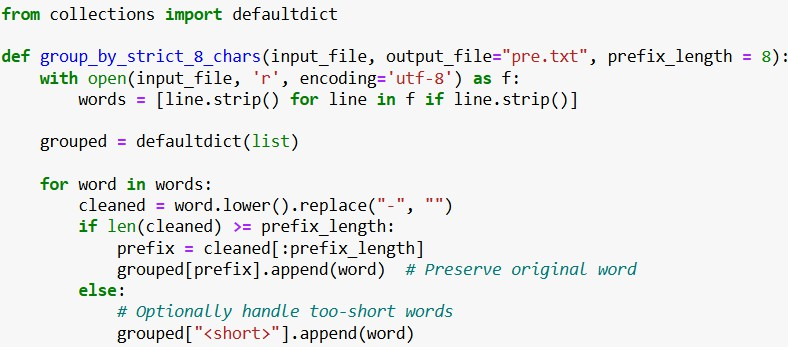 from collections import defaultdict
def group_by_strict_8_chars(input_file, output_file="pre.txt", prefix_length = 8):
    with open(input_file, 'r', encoding='utf-8') as f:
        words = [line.strip() for line in f if line.strip()]
    grouped = defaultdict(list)
    for word in words:
        cleaned = word.lower().replace("-", "")
        if len(cleaned) >= prefix_length:
            prefix = cleaned[:prefix_length]
            grouped[prefix].append(word)  # Preserve original word
        else:
            # Optionally handle too-short words
            grouped["<short>"].append(word)